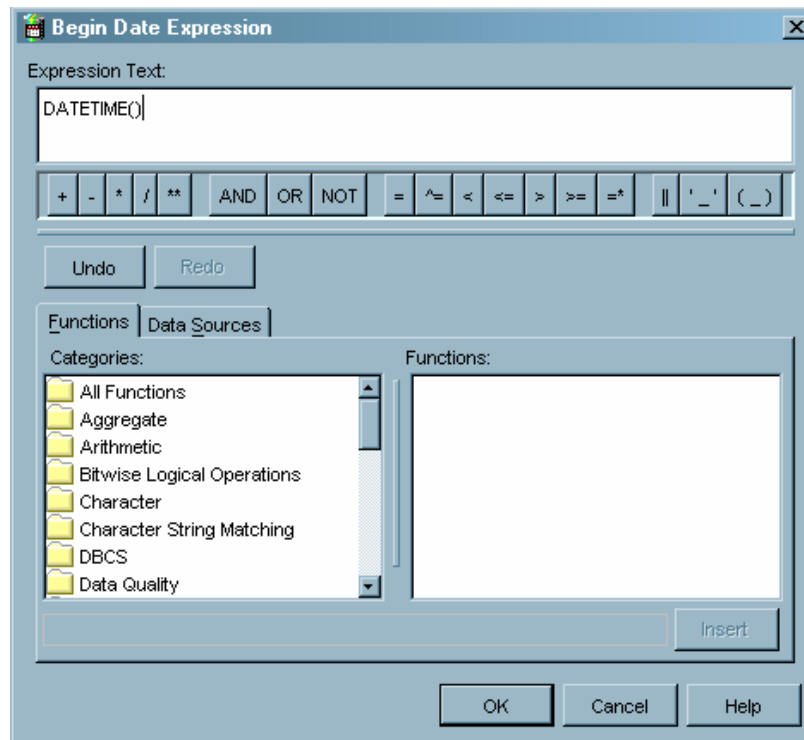 Begin Date Expression
Expression Text:
DATETIME()
+ - * / ** AND OR NOT = ^= < <= > >= =* || '_' (_)
Undo Redo
Functions Data Sources
Categories: Functions:
All Functions
Aggregate
Arithmetic
Bitwise Logical Operations
Character
Character String Matching
DBCS
Data Quality
Insert
OK Cancel Help